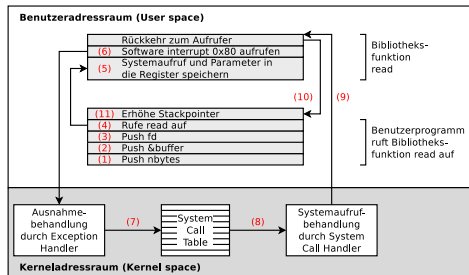 Benutzeradressraum (User space)
Rückkehr zum Aufrufer
(6) Software interrupt 0x80 aufrufen
(5) Systemaufruf und Parameter in
die Register speichern
Bibliotheks-
funktion
read
(10)
(9)
(11) Erhöhe Stackpointer
(4) Rufe read auf
(3) Push fd
(2) Push &buffer
(1) Push nbytes
Benutzerprogramm
ruft Bibliotheks-
funktion read auf
Ausnahme-
behandlung
durch Exception
Handler
(7)
System
Call
Table
(8)
Systemaufruf-
behandlung
durch System
Call Handler
Kerneladressraum (Kernel space)